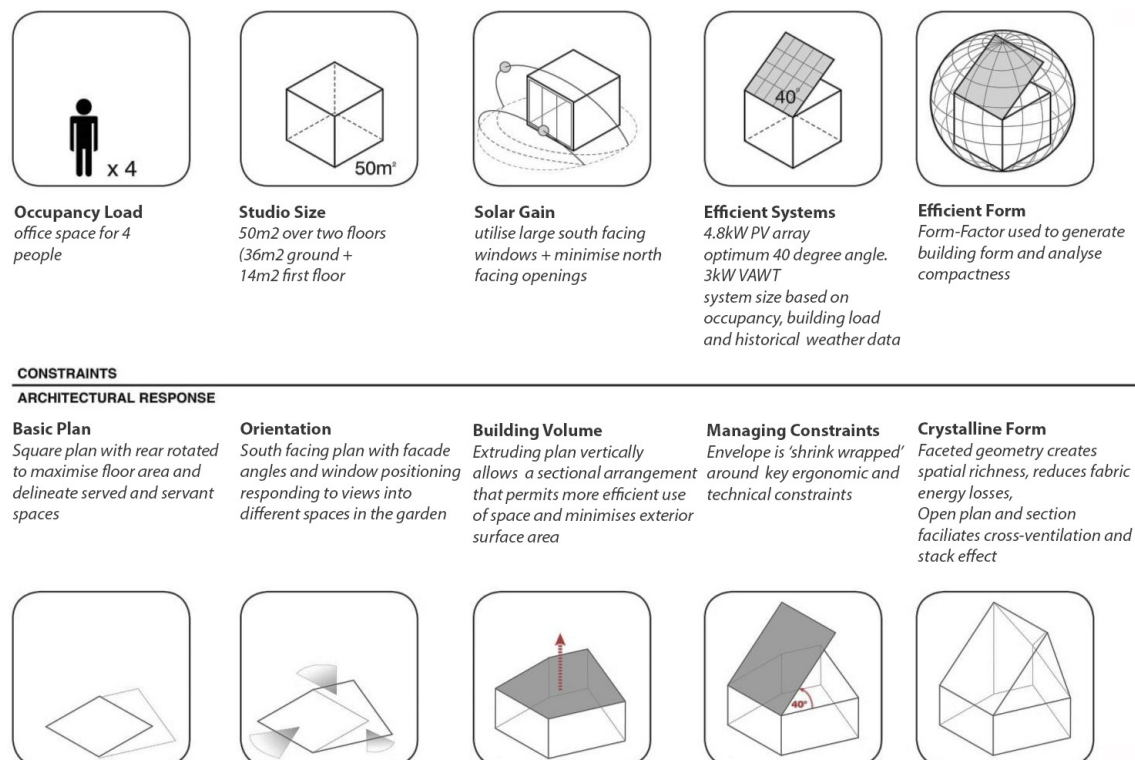 x 4
50m²
40°
Occupancy Load
office space for 4
people
Studio Size
50m2 over two floors
(36m2 ground +
14m2 first floor
Solar Gain
utilise large south facing
windows + minimise north
facing openings
Efficient Systems
4.8kW PV array
optimum 40 degree angle.
3kW VAWT
system size based on
occupancy, building load
and historical weather data
Efficient Form
Form-Factor used to generate
building form and analyse
compactness
CONSTRAINTS
ARCHITECTURAL RESPONSE
Basic Plan
Square plan with rear rotated
to maximise floor area and
delineate served and servant
spaces
Orientation
South facing plan with facade
angles and window positioning
responding to views into
different spaces in the garden
Building Volume
Extruding plan vertically
allows a sectional arrangement
that permits more efficient use
of space and minimises exterior
surface area
Managing Constraints
Envelope is ‘shrink wrapped’
around key ergonomic and
technical constraints
Crystalline Form
Faceted geometry creates
spatial richness, reduces fabric
energy losses,
Open plan and section
faciliates cross-ventilation and
stack effect
40°